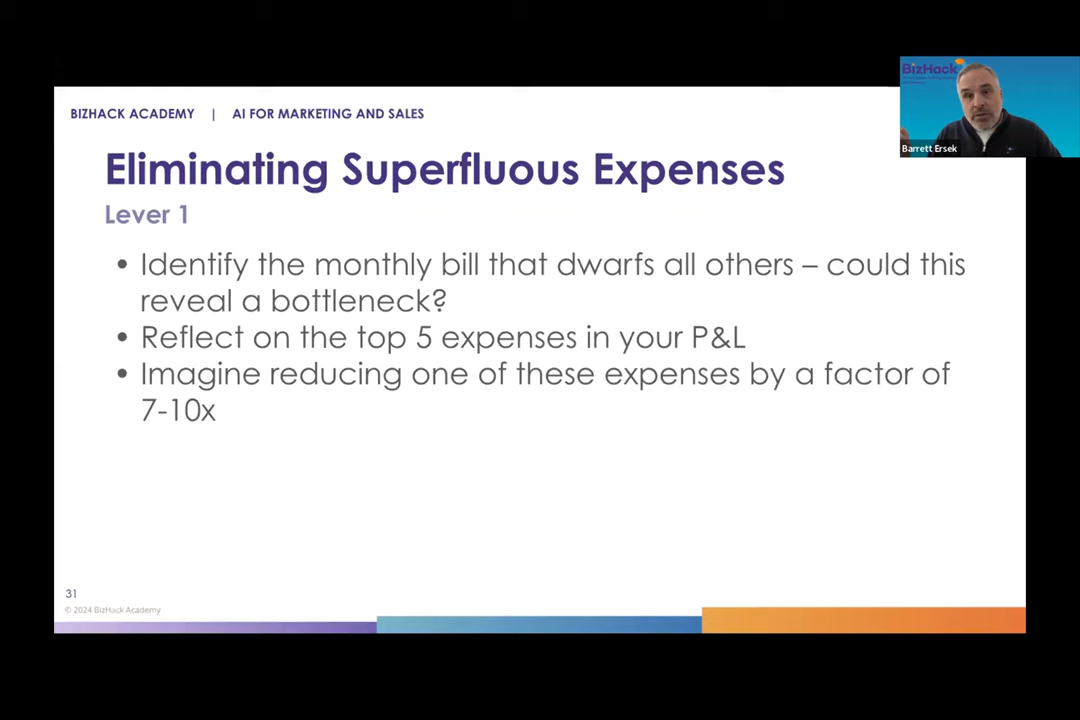 BIZHACK ACADEMY | AI FOR MARKETING AND SALES
BizHack
Barrett Ersek
Eliminating Superfluous Expenses
Lever 1
• Identify the monthly bill that dwarfs all others – could this
reveal a bottleneck?
• Reflect on the top 5 expenses in your P&L
• Imagine reducing one of these expenses by a factor of
7-10x
31
© 2024 BizHack Academy